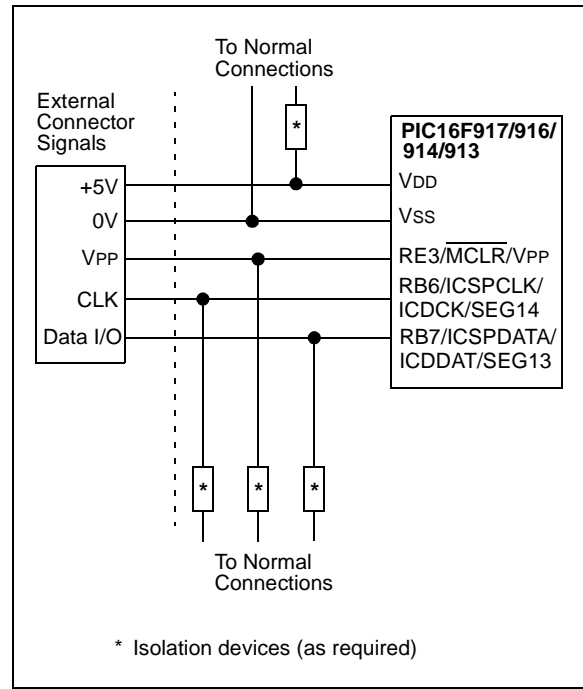 To Normal
Connections
External
Connector
Signals
*
PIC16F917/916/
914/913
+5V
VDD
0V
VSS
VPP
RE3/MCLR/VPP
CLK
RB6/ICSPCLK/
ICDCK/SEG14
Data I/O
RB7/ICSPDATA/
ICDDAT/SEG13
*
*
*
To Normal
Connections
* Isolation devices (as required)